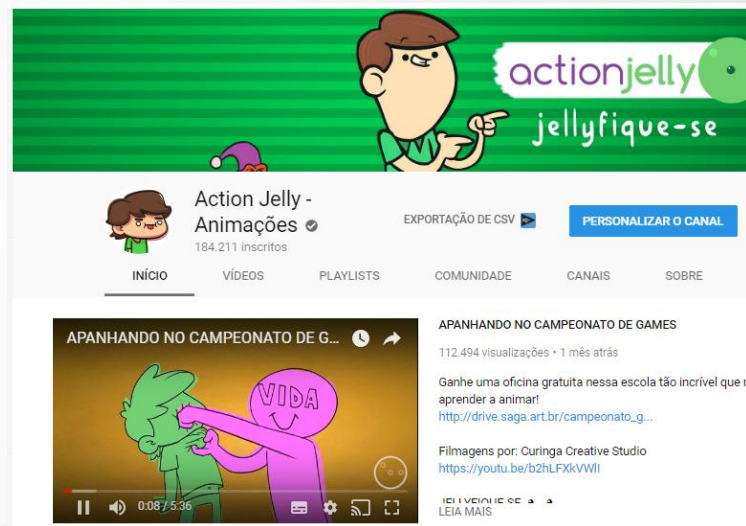 actionjelly
jellyfique-se
Action Jelly -
Animações
184.211 inscritos
EXPORTAÇÃO DE CSV
PERSONALIZAR O CANAL
INÍCIO VÍDEOS PLAYLISTS COMUNIDADE CANAIS SOBRE
APANHANDO NO CAMPEONATO DE G...
VIDA
0:08 / 5:36
APANHANDO NO CAMPEONATO DE GAMES
112.494 visualizações • 1 mês atrás
Ganhe uma oficina gratuita nessa escola tão incrível que
aprender a animar!
http://drive.saga.art.br/campeonato_g...
Filmagens por: Curinga Creative Studio
https://youtu.be/b2hLFXkVWlI
LEIA MAIS